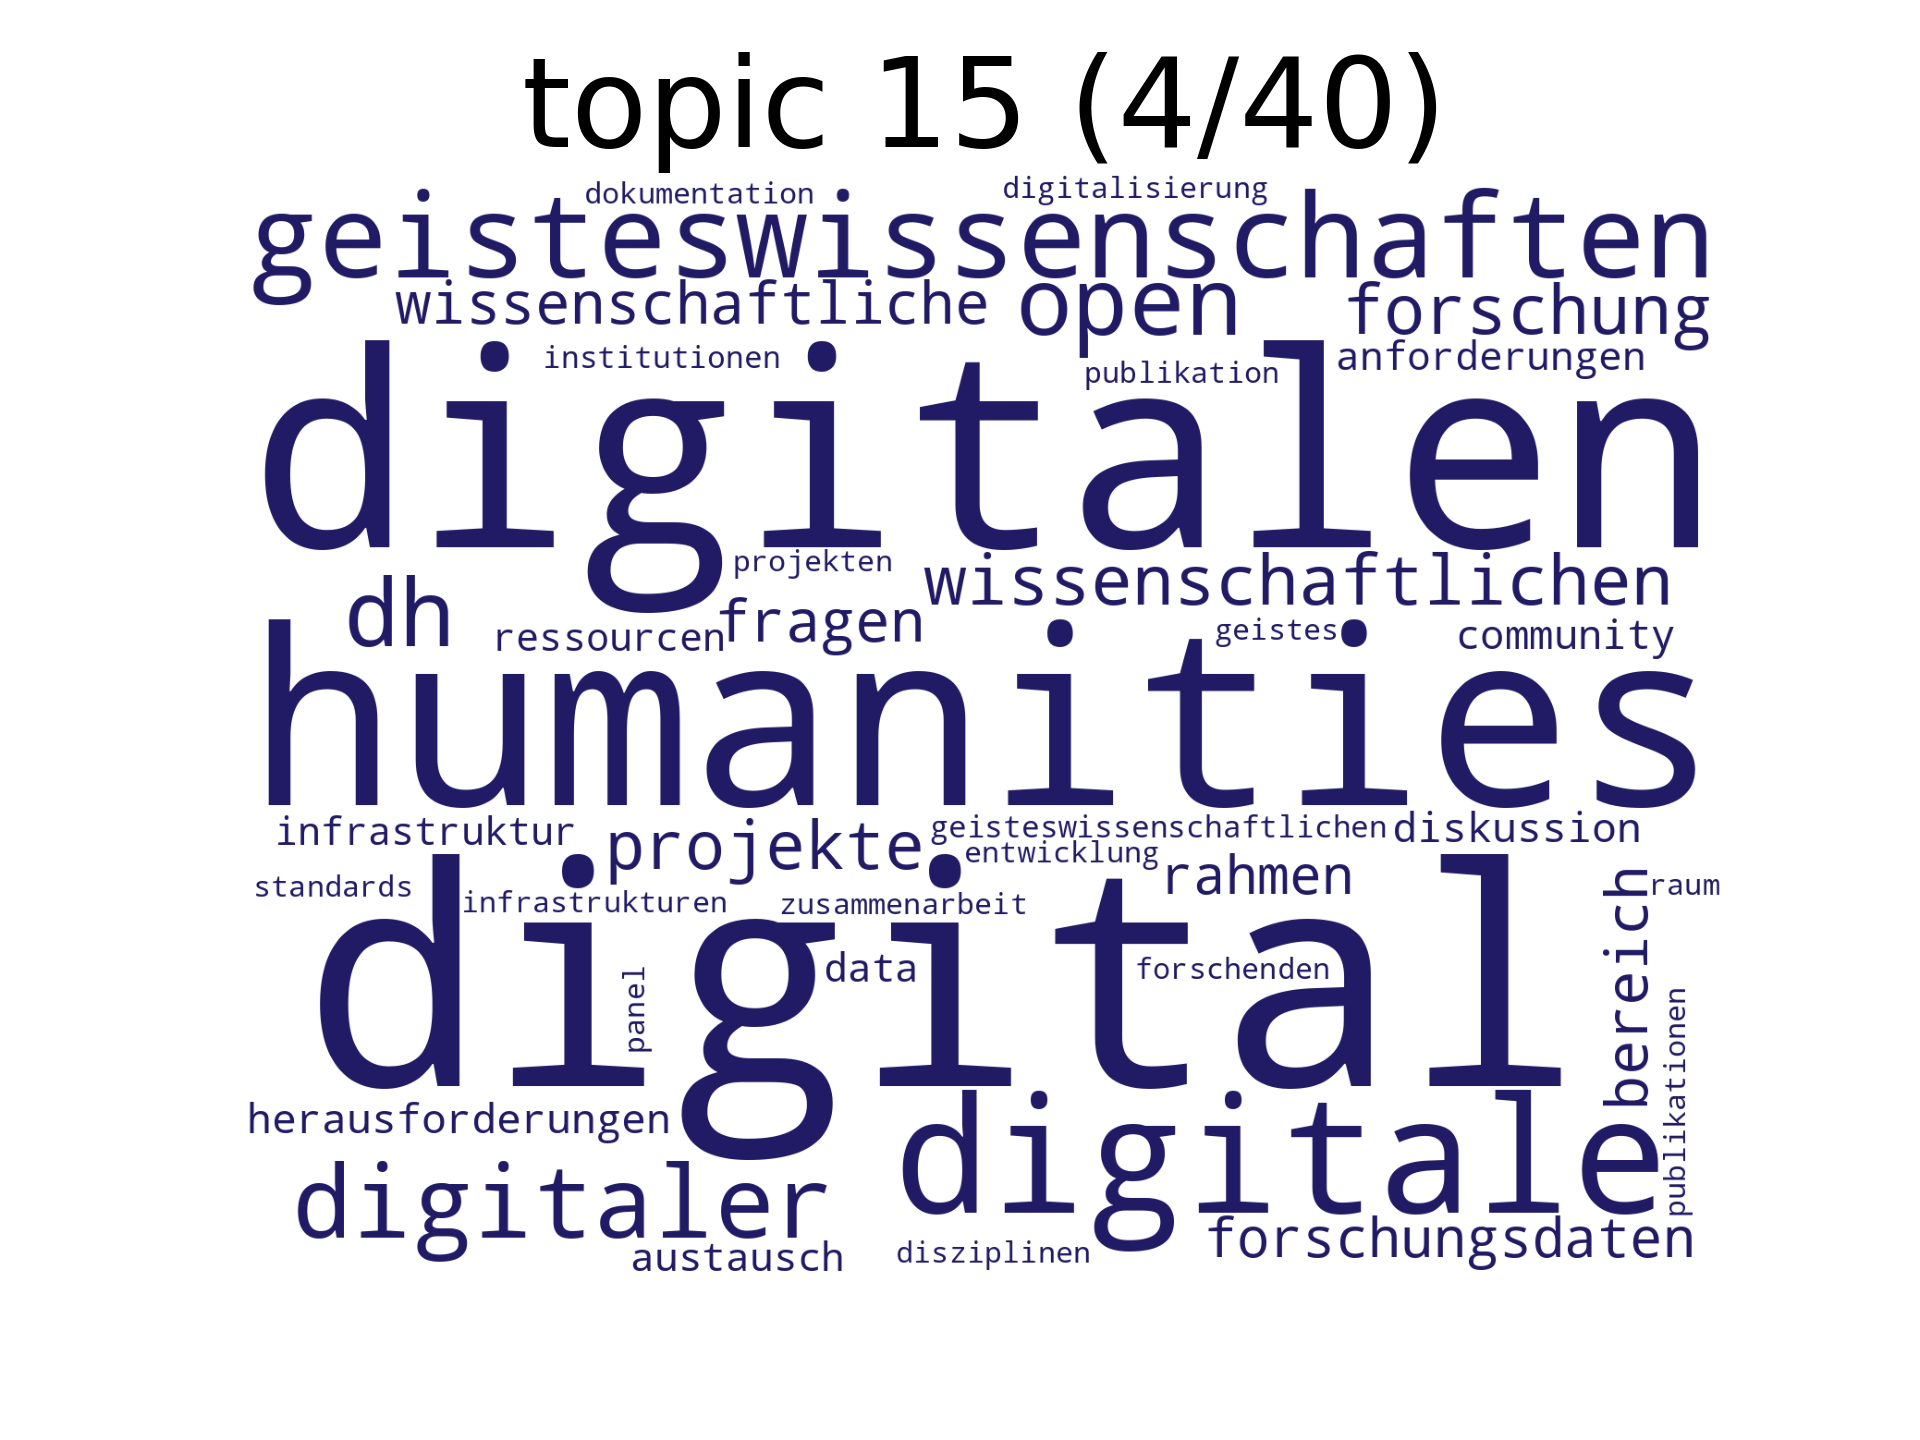 topic 15 (4/40)
dokumentation digitalisierung
geisteswissenschaften
wissenschaftliche open forschung
institutionen publikation anforderungen
digitalen
projekten wissenschaftlichen
dh ressourcen fragen geistes community
humanities
infrastruktur projekte geisteswissenschaftlichen diskussion
entwicklung rahmen
standards infrastrukturen zusammenarbeit raum
digital
data forschenden
panel
bereich
publikationen
herausforderungen
digitale
digitaler
forschungsdaten
austausch disziplinen